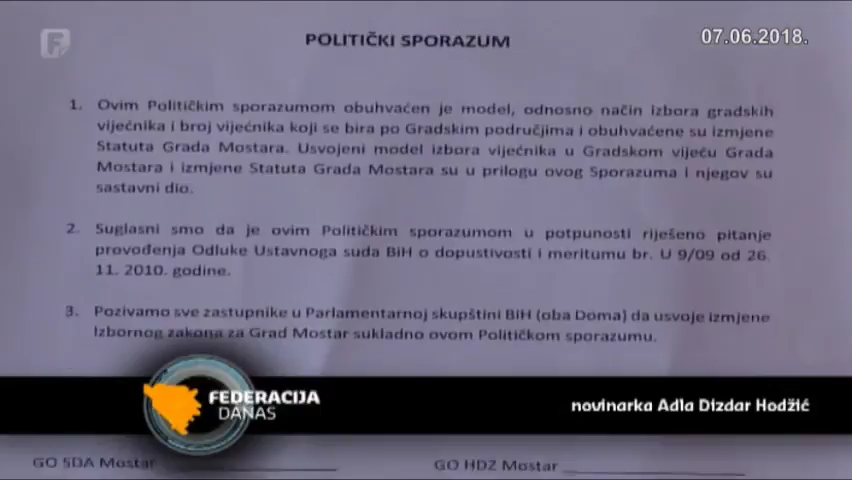 POLITIČKI SPORAZUM
07.06.2018.
1. Ovim Političkim sporazumom obuhvaćen je model, odnosno način izbora gradskih
vijećnika i broj vijećnika koji se bira po Gradskim područjima i obuhvaćene su izmjene
Statuta Grada Mostara. Usvojeni model izbora vijećnika u Gradskom vijeću Grada
Mostara i izmjene Statuta Grada Mostara su u prilogu ovog Sporazuma i njegov su
sastavni dio.
2. Suglasni smo da je ovim Političkim sporazumom u potpunosti riješeno pitanje
provođenja Odluke Ustavnoga suda BiH o dopustivosti i meritumu br. U 9/09 od 26.
11. 2010. godine.
3. Pozivamo sve zastupnike u Parlamentarnoj skupštini BiH (oba Doma) da usvoje izmjene
Izbornog zakona za Grad Mostar sukladno ovom Političkom sporazumu.
FEDERACIJA
DANAS
novinarka Adla Dizdar Hodžić
GO SDA Mostar
GO HDZ Mostar